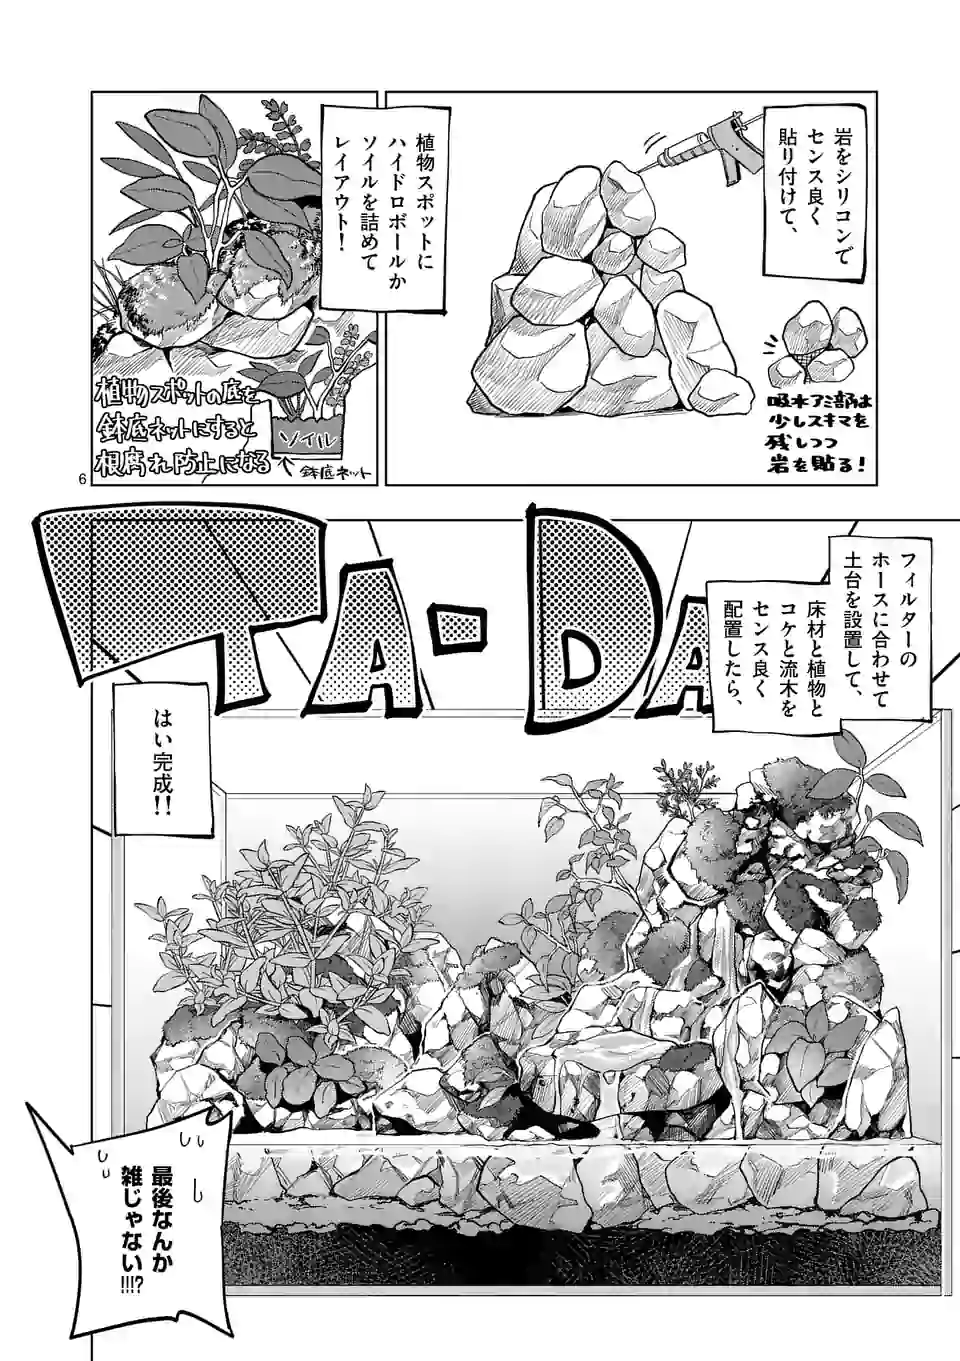 岩をシリコンで
センス良く
貼り付けて、
吸水アミ部は
少しスキマを
残しつつ
岩を貼る！
植物スポットに
ハイドロボールか
ソイルを詰めて
レイアウト！
植物スポットの底を
鉢底ネットにすると
根腐れ防止になる
ソイル
鉢底ネット
6
フィルターの
ホースに合わせて
土台を設置して、
床材と植物と
コケと流木を
センス良く
配置したら、
TA-DA
はい完成!!
最後なんか
雑じゃない!!!?